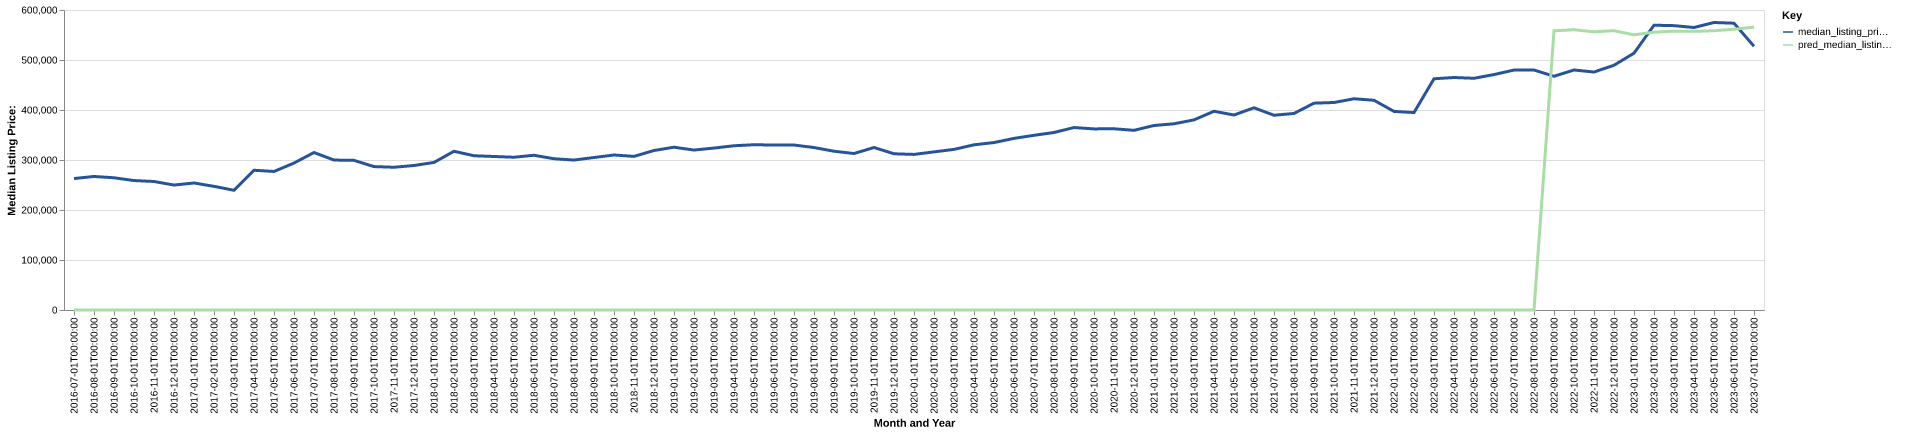 Key
median_listing_pri…
pred_median_listin…
Median Listing Price:
600,000
500,000
400,000
300,000
200,000
100,000
0
2016-07-01T00:00:00
2016-08-01T00:00:00
2016-09-01T00:00:00
2016-10-01T00:00:00
2016-11-01T00:00:00
2016-12-01T00:00:00
2017-01-01T00:00:00
2017-02-01T00:00:00
2017-03-01T00:00:00
2017-04-01T00:00:00
2017-05-01T00:00:00
2017-06-01T00:00:00
2017-07-01T00:00:00
2017-08-01T00:00:00
2017-09-01T00:00:00
2017-10-01T00:00:00
2017-11-01T00:00:00
2017-12-01T00:00:00
2018-01-01T00:00:00
2018-02-01T00:00:00
2018-03-01T00:00:00
2018-04-01T00:00:00
2018-05-01T00:00:00
2018-06-01T00:00:00
2018-07-01T00:00:00
2018-08-01T00:00:00
2018-09-01T00:00:00
2018-10-01T00:00:00
2018-11-01T00:00:00
2018-12-01T00:00:00
2019-01-01T00:00:00
2019-02-01T00:00:00
2019-03-01T00:00:00
2019-04-01T00:00:00
2019-05-01T00:00:00
2019-06-01T00:00:00
2019-07-01T00:00:00
2019-08-01T00:00:00
2019-09-01T00:00:00
2019-10-01T00:00:00
2019-11-01T00:00:00
2019-12-01T00:00:00
2020-01-01T00:00:00
2020-02-01T00:00:00
2020-03-01T00:00:00
2020-04-01T00:00:00
2020-05-01T00:00:00
2020-06-01T00:00:00
2020-07-01T00:00:00
2020-08-01T00:00:00
2020-09-01T00:00:00
2020-10-01T00:00:00
2020-11-01T00:00:00
2020-12-01T00:00:00
2021-01-01T00:00:00
2021-02-01T00:00:00
2021-03-01T00:00:00
2021-04-01T00:00:00
2021-05-01T00:00:00
2021-06-01T00:00:00
2021-07-01T00:00:00
2021-08-01T00:00:00
2021-09-01T00:00:00
2021-10-01T00:00:00
2021-11-01T00:00:00
2021-12-01T00:00:00
2022-01-01T00:00:00
2022-02-01T00:00:00
2022-03-01T00:00:00
2022-04-01T00:00:00
2022-05-01T00:00:00
2022-06-01T00:00:00
2022-07-01T00:00:00
2022-08-01T00:00:00
2022-09-01T00:00:00
2022-10-01T00:00:00
2022-11-01T00:00:00
2022-12-01T00:00:00
2023-01-01T00:00:00
2023-02-01T00:00:00
2023-03-01T00:00:00
2023-04-01T00:00:00
2023-05-01T00:00:00
2023-06-01T00:00:00
2023-07-01T00:00:00
Month and Year